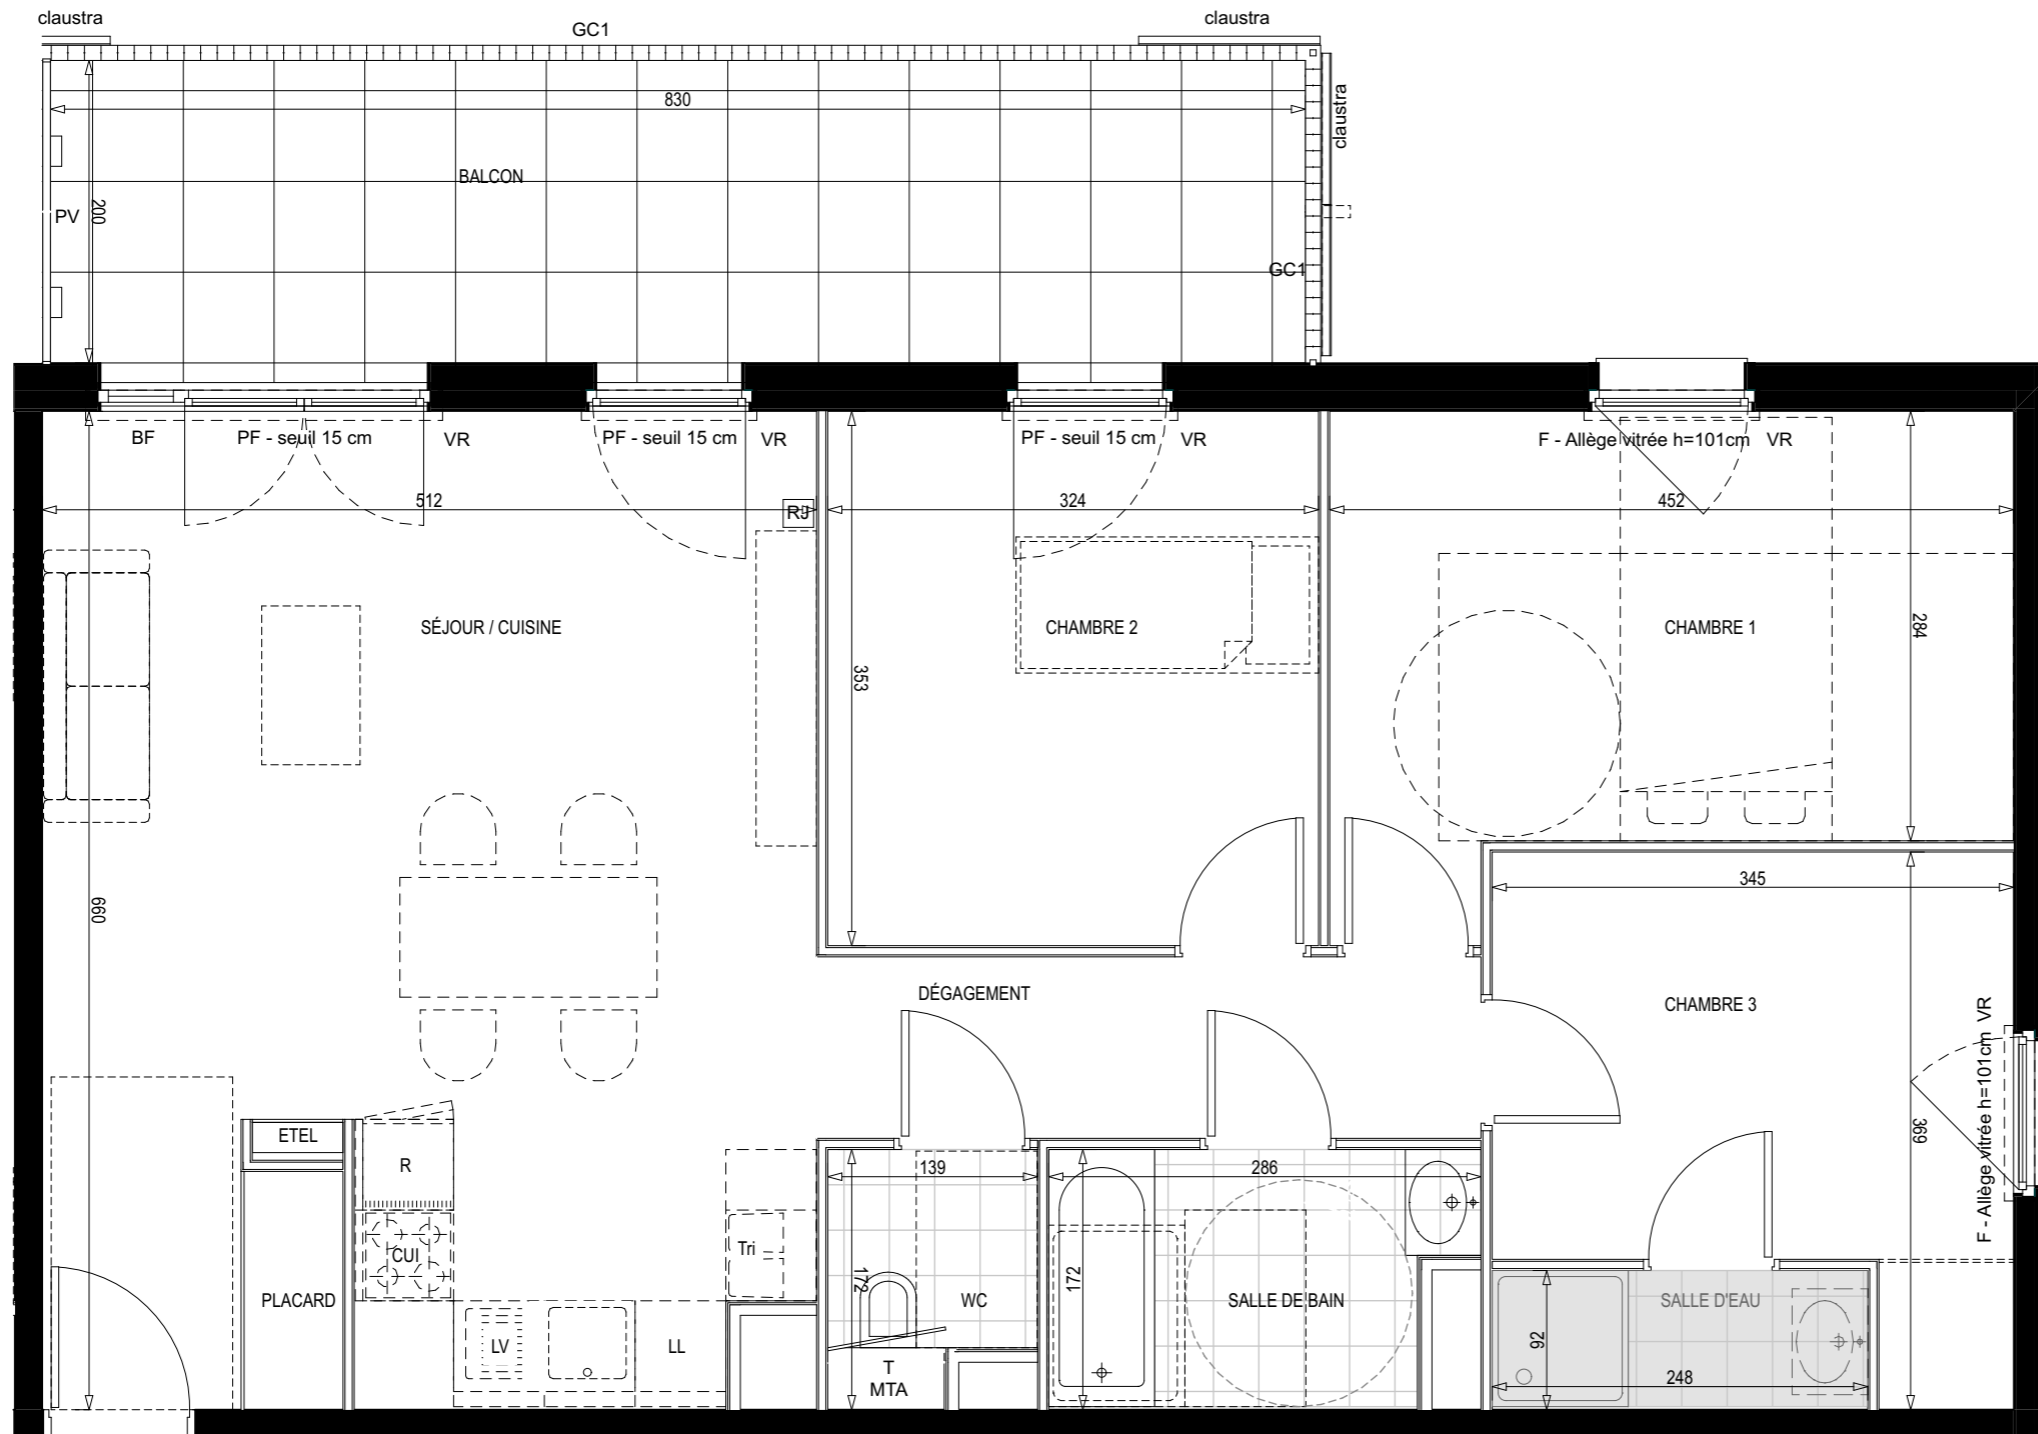 claustra
GC1
claustra
claustra
830
BALCON
200
PV
GC1
BF
PF - seuil 15 cm
VR
PF - seuil 15 cm
VR
PF - seuil 15 cm
VR
F - Allège vitrée h=101cm
VR
512
RJ
324
452
SÉJOUR / CUISINE
CHAMBRE 2
CHAMBRE 1
284
353
345
660
DÉGAGEMENT
CHAMBRE 3
F - Allège vitrée h=101cm VR
369
ETEL
R
139
286
CUI
Tri
172
172
PLACARD
WC
SALLE DE BAIN
SALLE D'EAU
LV
LL
92
T
MTA
248